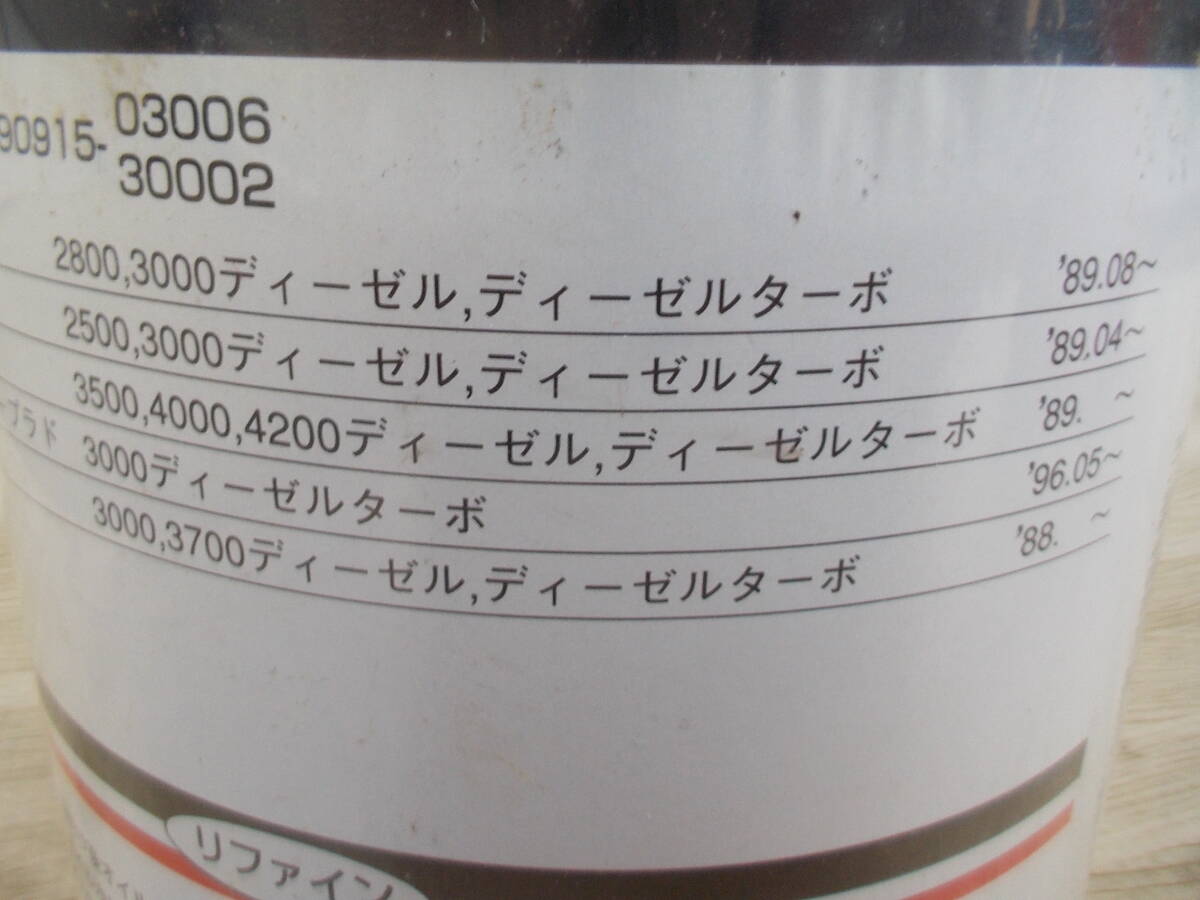 90915-03006
30002
2800,3000ディーゼル,ディーゼルターボ '89.08~
2500,3000ディーゼル,ディーゼルターボ '89.04~
3500,4000,4200ディーゼル,ディーゼルターボ '89. ~
ープラド 3000ディーゼルターボ '96.05~
3000,3700ディーゼル,ディーゼルターボ '88. ~
リファイン